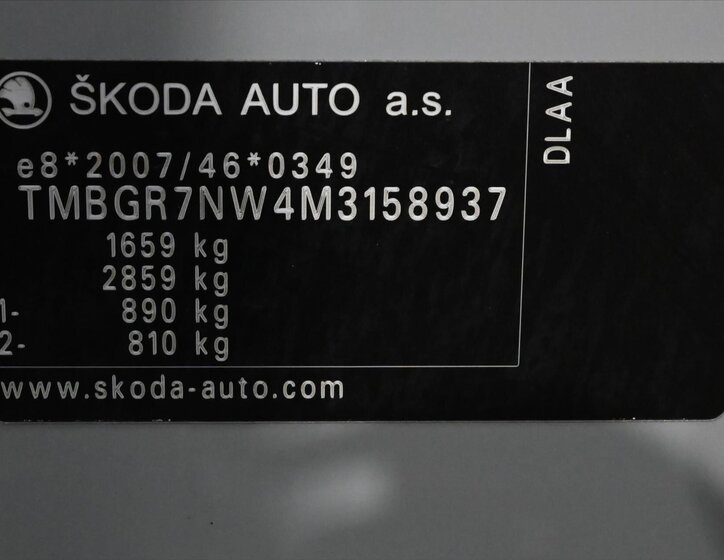 ŠKODA AUTO a.s.
e8*2007/46*0349
TMBGR7NW4M3158937
1659 kg
2859 kg
1- 890 kg
2- 810 kg
www.skoda-auto.com
DLAA